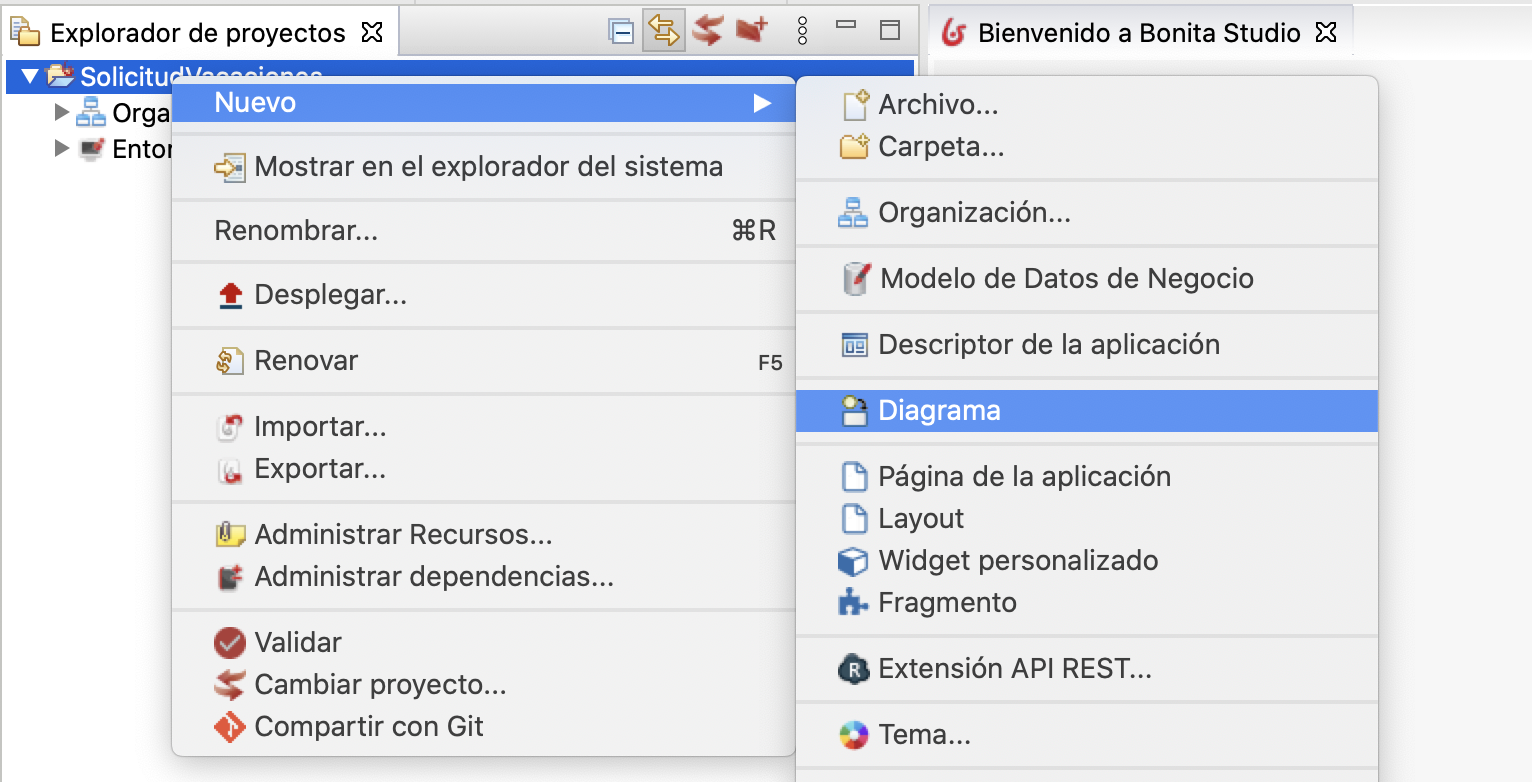 Explorador de proyectos
Bienvenido a Bonita Studio
SolicitudVacaciones
Orga
Entor
Nuevo
Mostrar en el explorador del sistema
Renombrar... ⌘R
Desplegar...
Renovar F5
Importar...
Exportar...
Administrar Recursos...
Administrar dependencias...
Validar
Cambiar proyecto...
Compartir con Git
Archivo...
Carpeta...
Organización...
Modelo de Datos de Negocio
Descriptor de la aplicación
Diagrama
Página de la aplicación
Layout
Widget personalizado
Fragmento
Extensión API REST...
Tema...